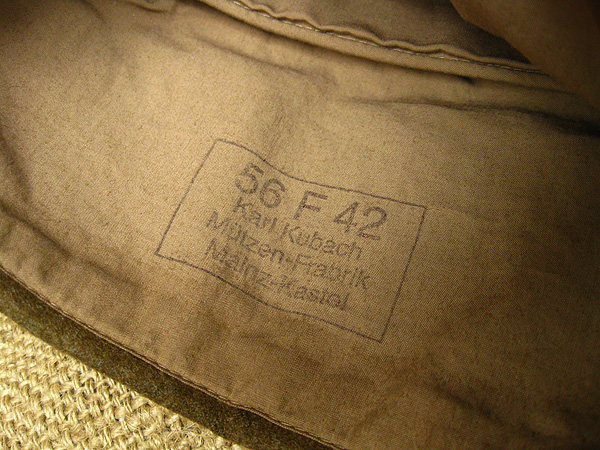 56 F 42
Karl Kubach
Mützen-Frabrik
Mainz-Kastel